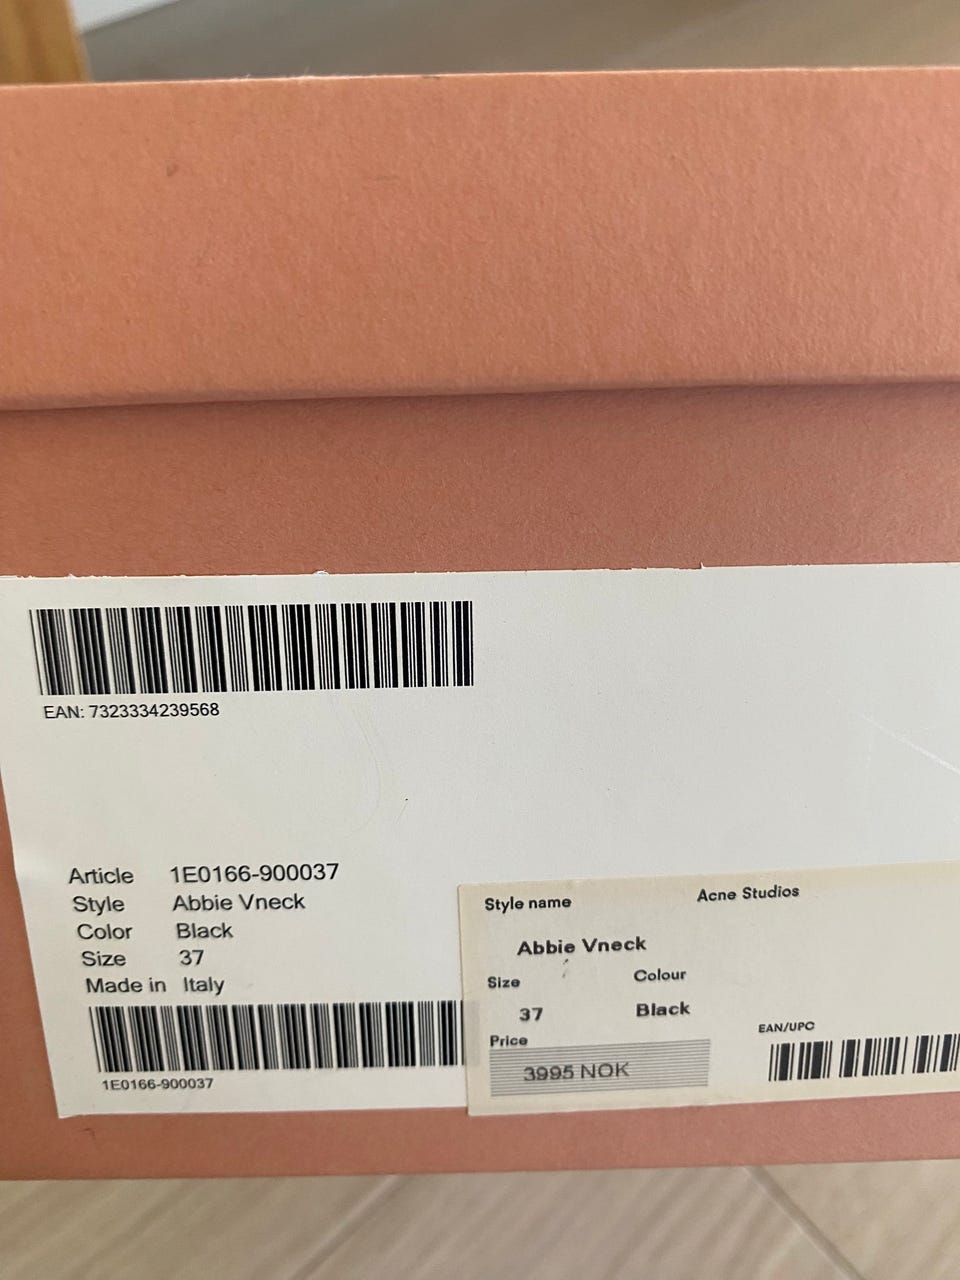 EAN: 7323334239568
Article 1E0166-900037
Style Abbie Vneck
Color Black
Size 37
Made in Italy
1E0166-900037
Style name Acne Studios
Abbie Vneck
Size Colour
37 Black
Price EAN/UPC
3995 NOK